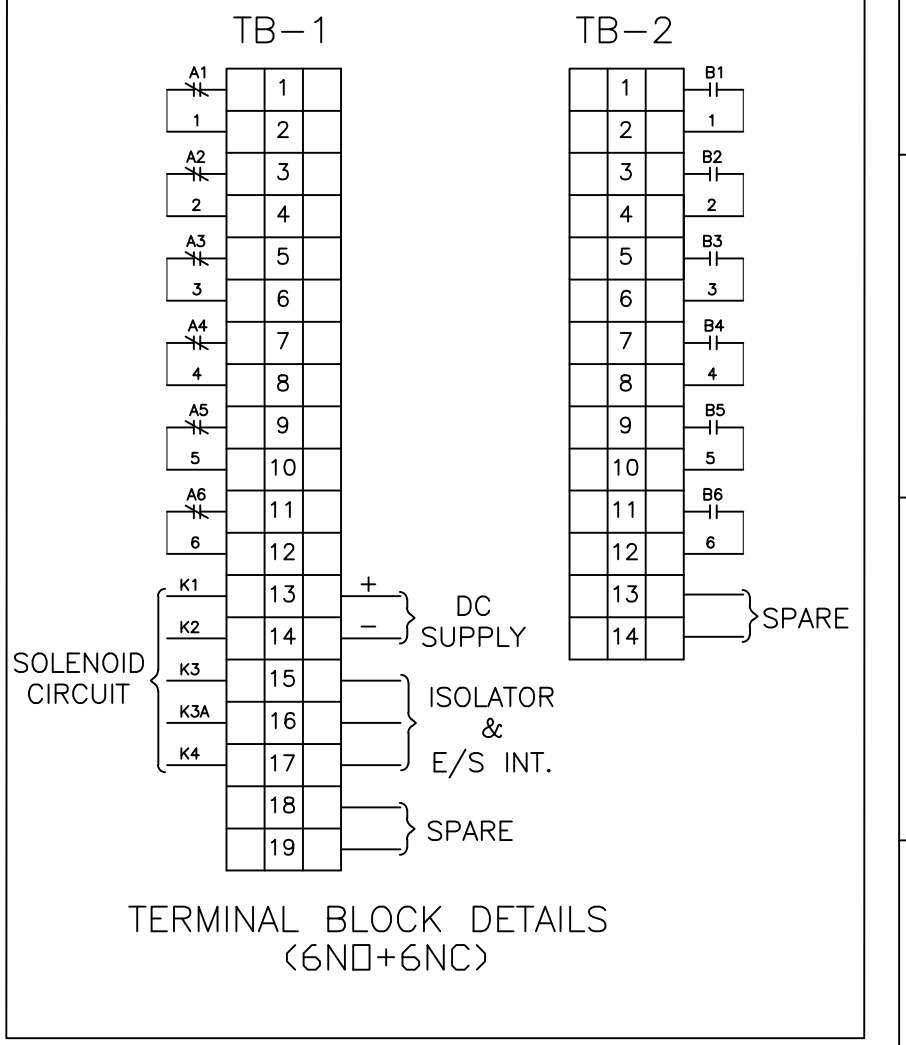 TB-1
A1
1
1
2
A2
3
2
4
A3
5
3
6
A4
7
4
8
A5
9
5
10
A6
11
6
12
K1
13
+
K2
14
-
DC
SUPPLY
SOLENOID
CIRCUIT
K3
15
K3A
16
K4
17
ISOLATOR
&
E/S INT.
18
19
SPARE
TB-2
1
B1
2
1
3
B2
4
2
5
B3
6
3
7
B4
8
4
9
B5
10
5
11
B6
12
6
13
14
SPARE
TERMINAL BLOCK DETAILS
(6NO+6NC)